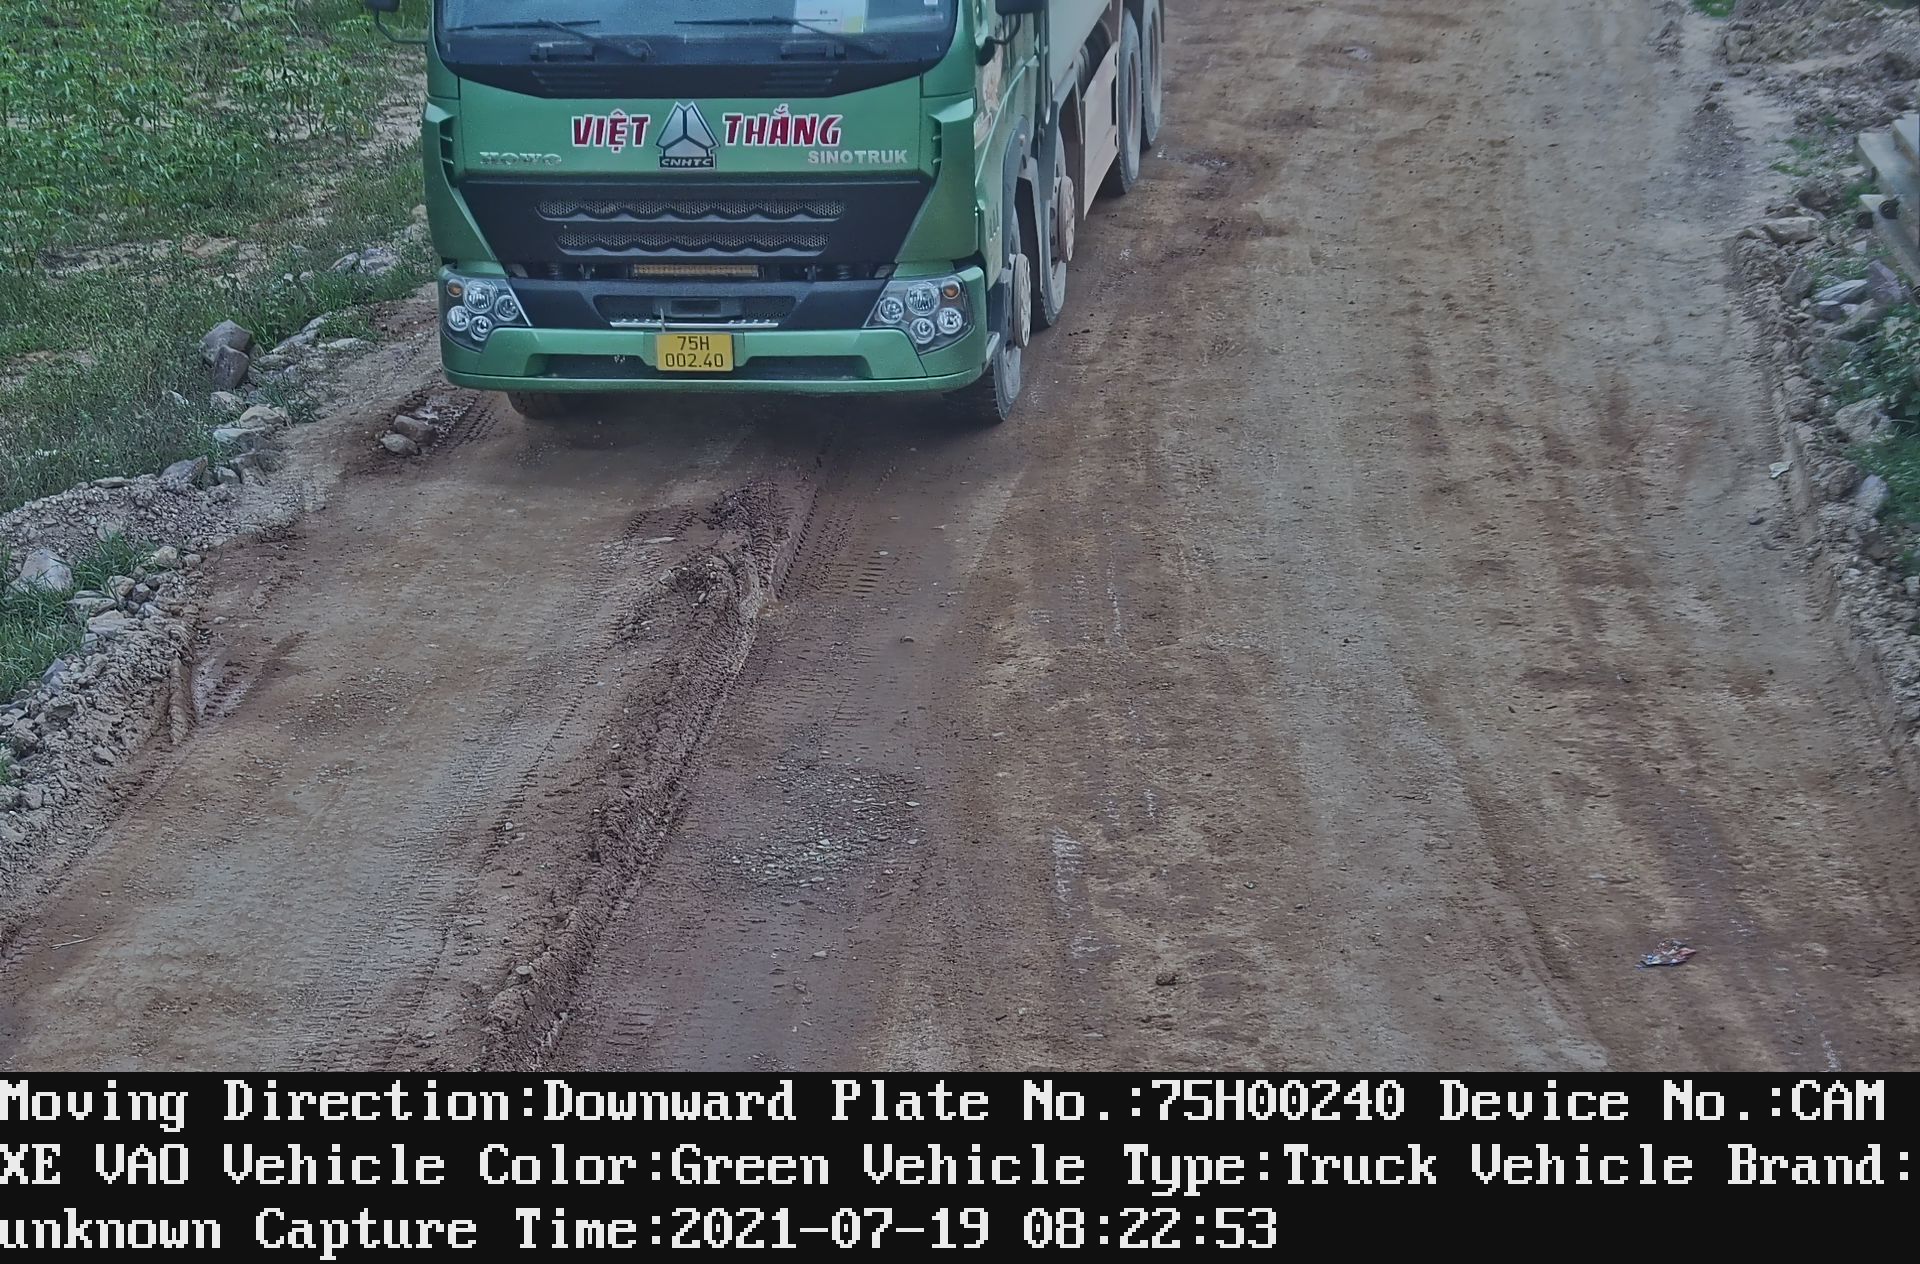 VIỆT THẮNG
HOWO CNHTC SINOTRUK
75H
002.40
Moving Direction:Downward Plate No.:75H00240 Device No.:CAM
XE VAO Vehicle Color:Green Vehicle Type:Truck Vehicle Brand:
unknown Capture Time:2021-07-19 08:22:53